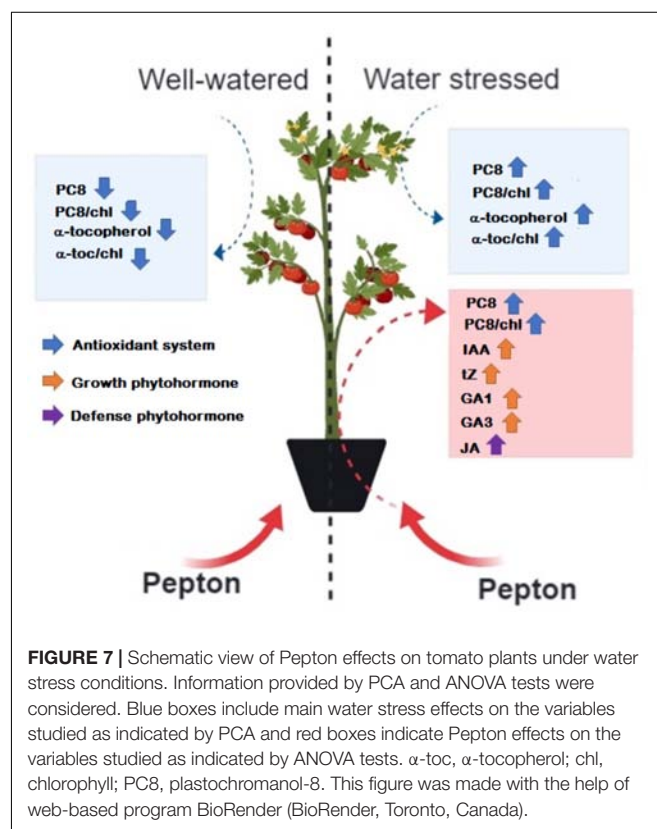 Well-watered
Water stressed
PC8
PC8/chl
α-tocopherol
α-toc/chl
PC8
PC8/chl
α-tocopherol
α-toc/chl
PC8
PC8/chl
IAA
tZ
GA1
GA3
JA
Antioxidant system
Growth phytohormone
Defense phytohormone
Pepton
Pepton
FIGURE 7 | Schematic view of Pepton effects on tomato plants under water
stress conditions. Information provided by PCA and ANOVA tests were
considered. Blue boxes include main water stress effects on the variables
studied as indicated by PCA and red boxes indicate Pepton effects on the
variables studied as indicated by ANOVA tests. α-toc, α-tocopherol; chl,
chlorophyll; PC8, plastochromanol-8. This figure was made with the help of
web-based program BioRender (BioRender, Toronto, Canada).